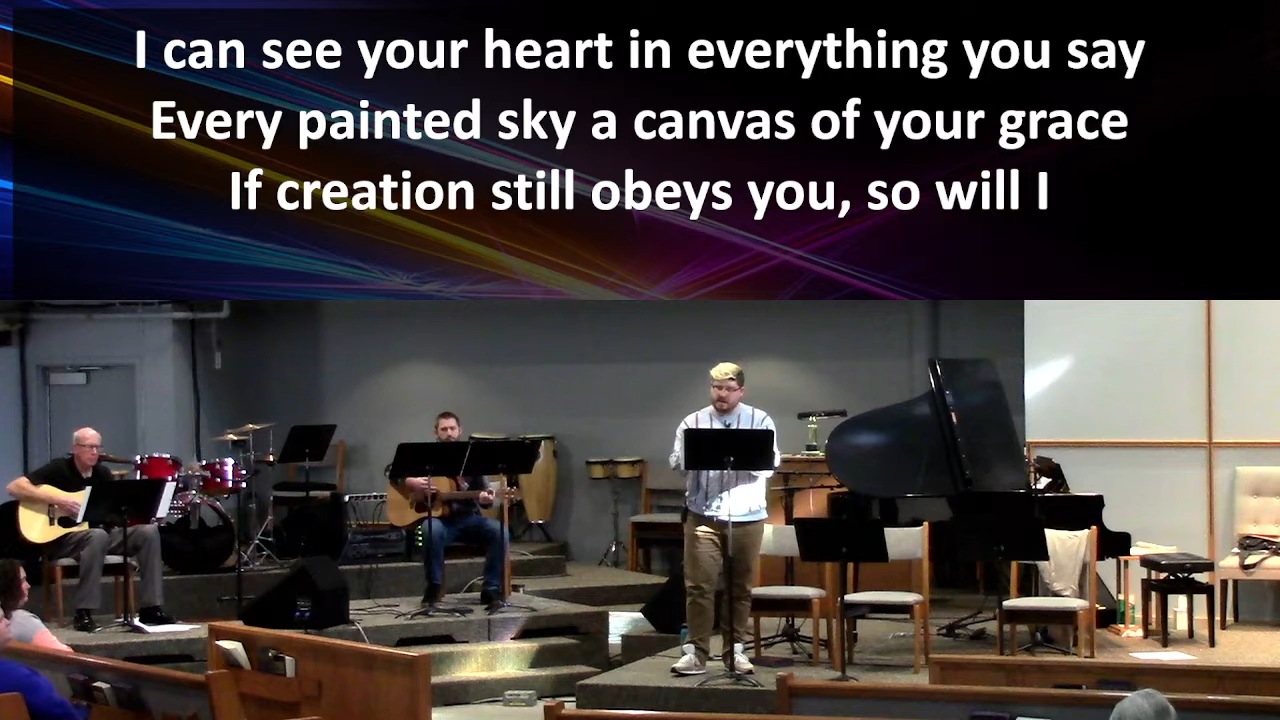 I can see your heart in everything you say
Every painted sky a canvas of your grace
If creation still obeys you, so will I